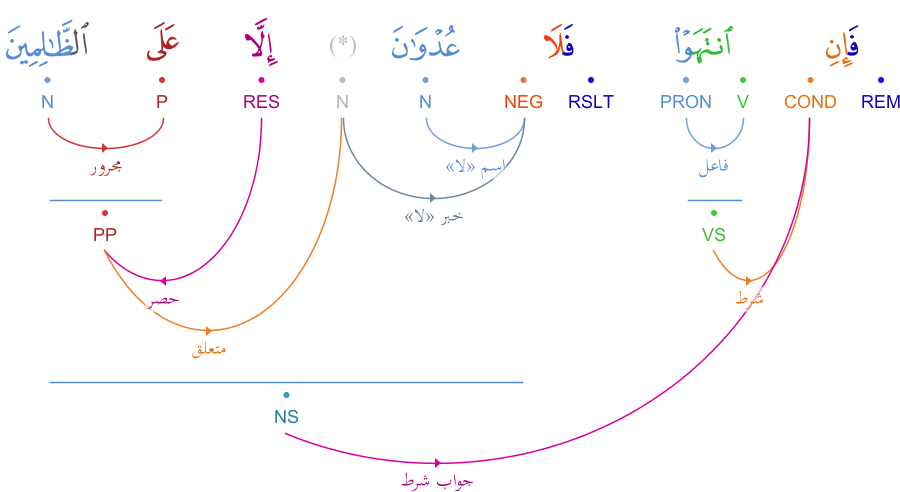 فَإِنِ ٱنتَهَوْا۟ فَلَا عُدْوَٰنَ (*) إِلَّا عَلَى ٱلظَّٰلِمِينَ
REM COND V PRON RSLT NEG N N RES P N
فاعل اسم «لا» مجرور
خبر «لا»
VS PP
شرط حصر
متعلق
NS
جواب شرط